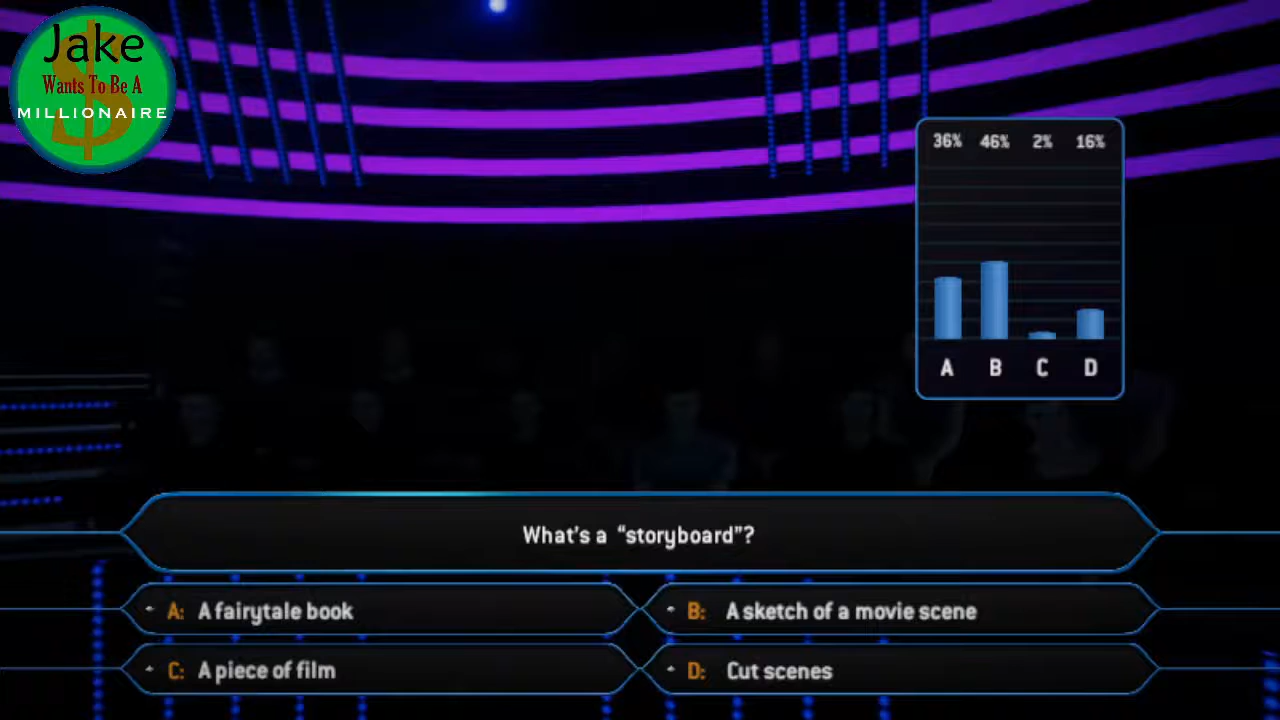 Jake
Wants To Be A
MILLIONAIRE
36% 46% 2% 16%
A B C D
What's a “storyboard”?
A: A fairytale book
B: A sketch of a movie scene
C: A piece of film
D: Cut scenes